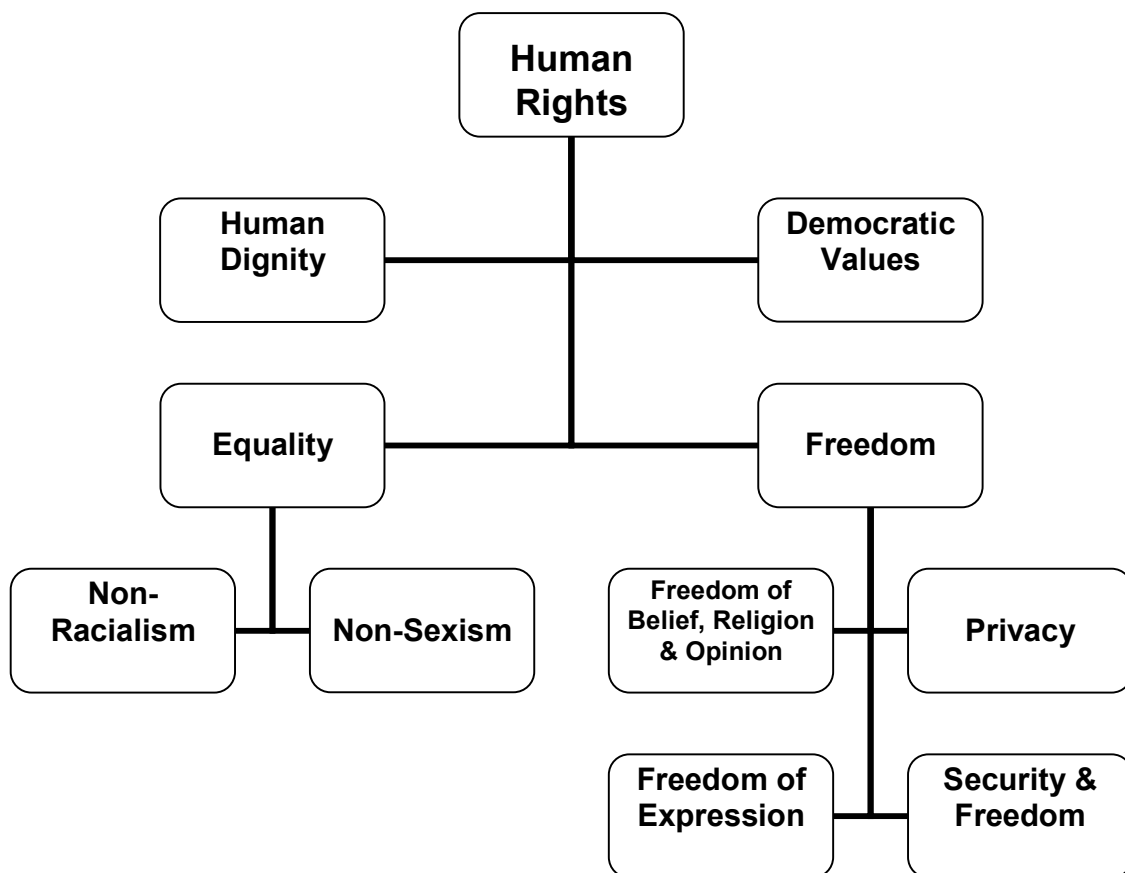 Human
Rights
Human
Dignity
Democratic
Values
Equality
Freedom
Non-
Racialism
Non-Sexism
Freedom of
Belief, Religion
& Opinion
Privacy
Freedom of
Expression
Security &
Freedom